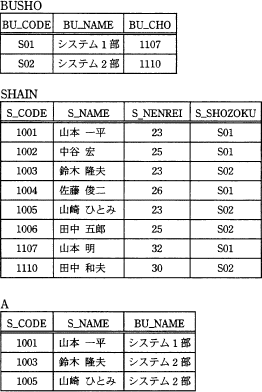 BUSHO
BU_CODE BU_NAME BU_CHO
S01 システム1部 1107
S02 システム2部 1110
SHAIN
S_CODE S_NAME S_NENREI S_SHOZOKU
1001 山本 一平 23 S01
1002 中谷 宏 25 S01
1003 鈴木 隆夫 23 S02
1004 佐藤 俊二 26 S01
1005 山崎 ひとみ 23 S02
1006 田中 五郎 25 S02
1107 山本 明 32 S01
1110 田中 和夫 30 S02
A
S_CODE S_NAME BU_NAME
1001 山本 一平 システム1部
1003 鈴木 隆夫 システム2部
1005 山崎 ひとみ システム2部